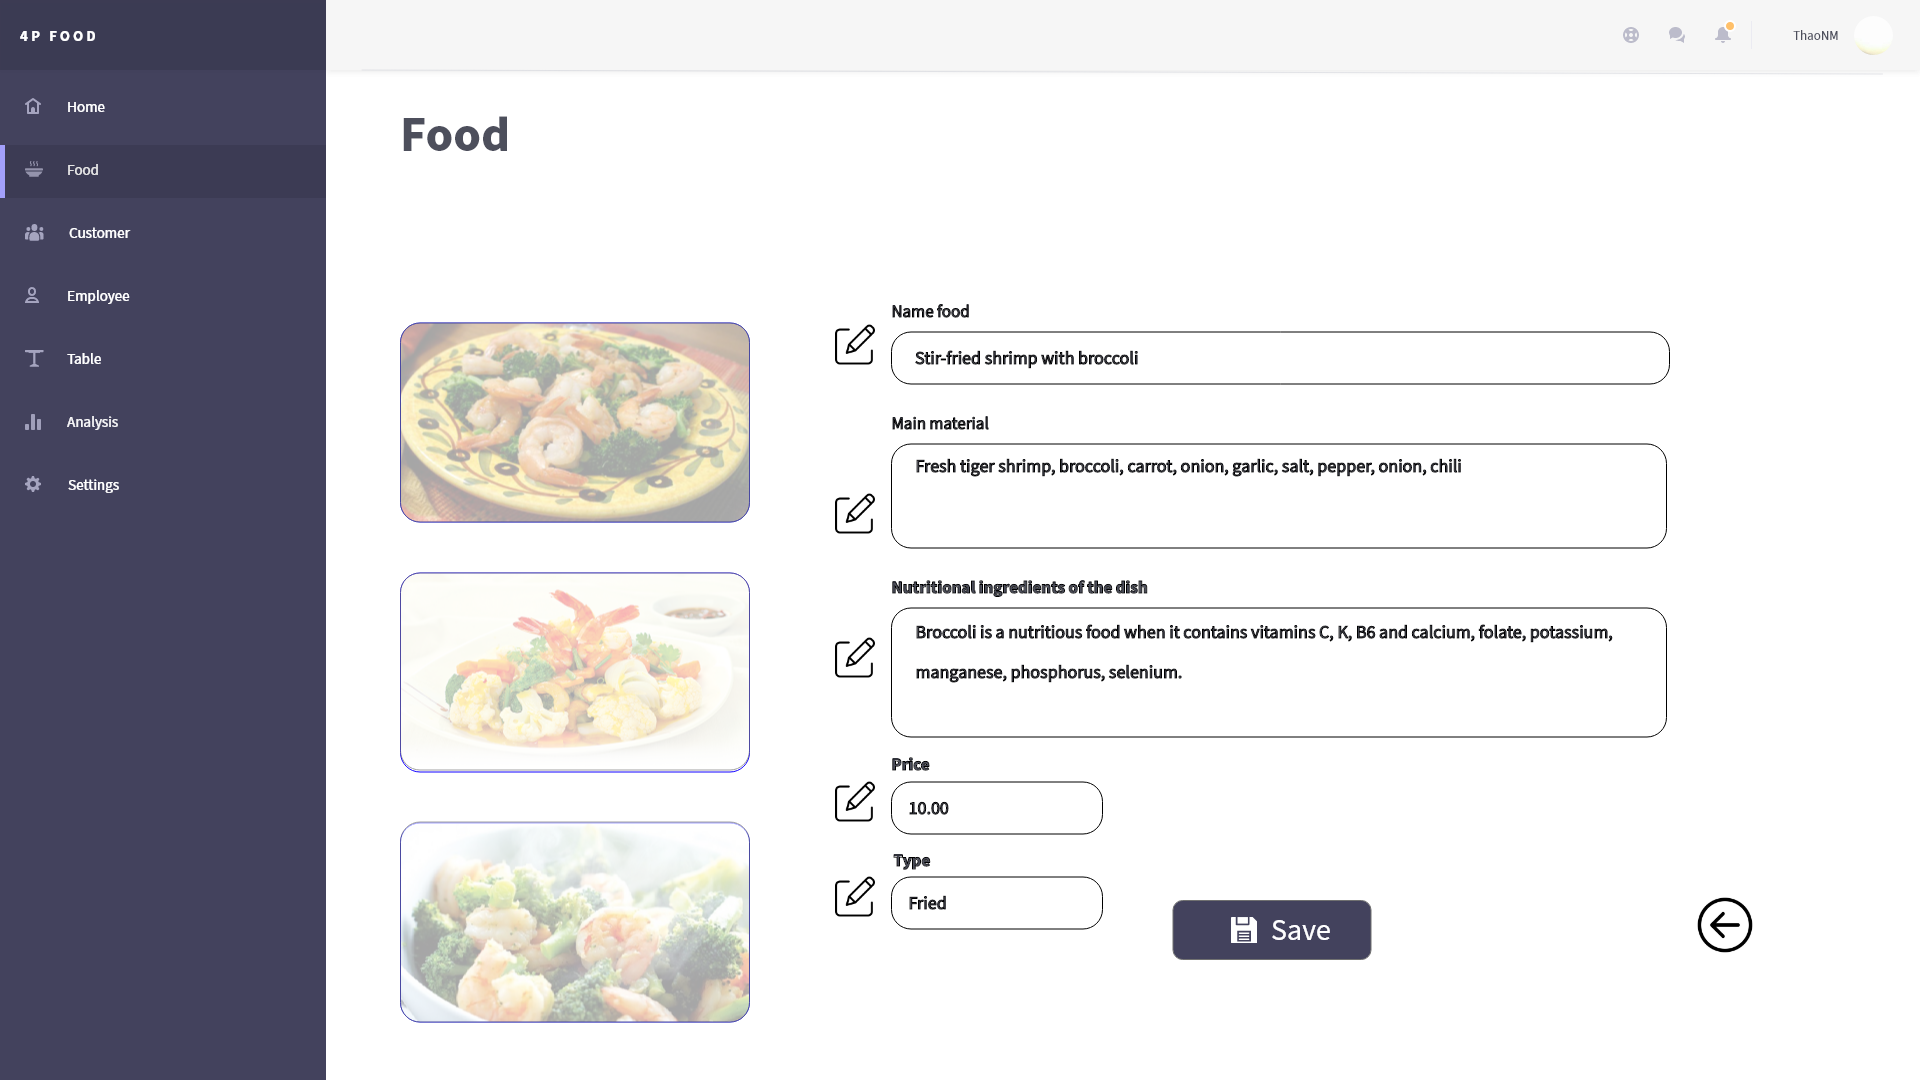 4P FOOD
ThaoNM
Home
Food
Customer
Employee
Table
Analysis
Settings
Food
Name food
Stir-fried shrimp with broccoli
Main material
Fresh tiger shrimp, broccoli, carrot, onion, garlic, salt, pepper, onion, chili
Nutritional ingredients of the dish
Broccoli is a nutritious food when it contains vitamins C, K, B6 and calcium, folate, potassium,
manganese, phosphorus, selenium.
Price
10.00
Type
Fried
Save